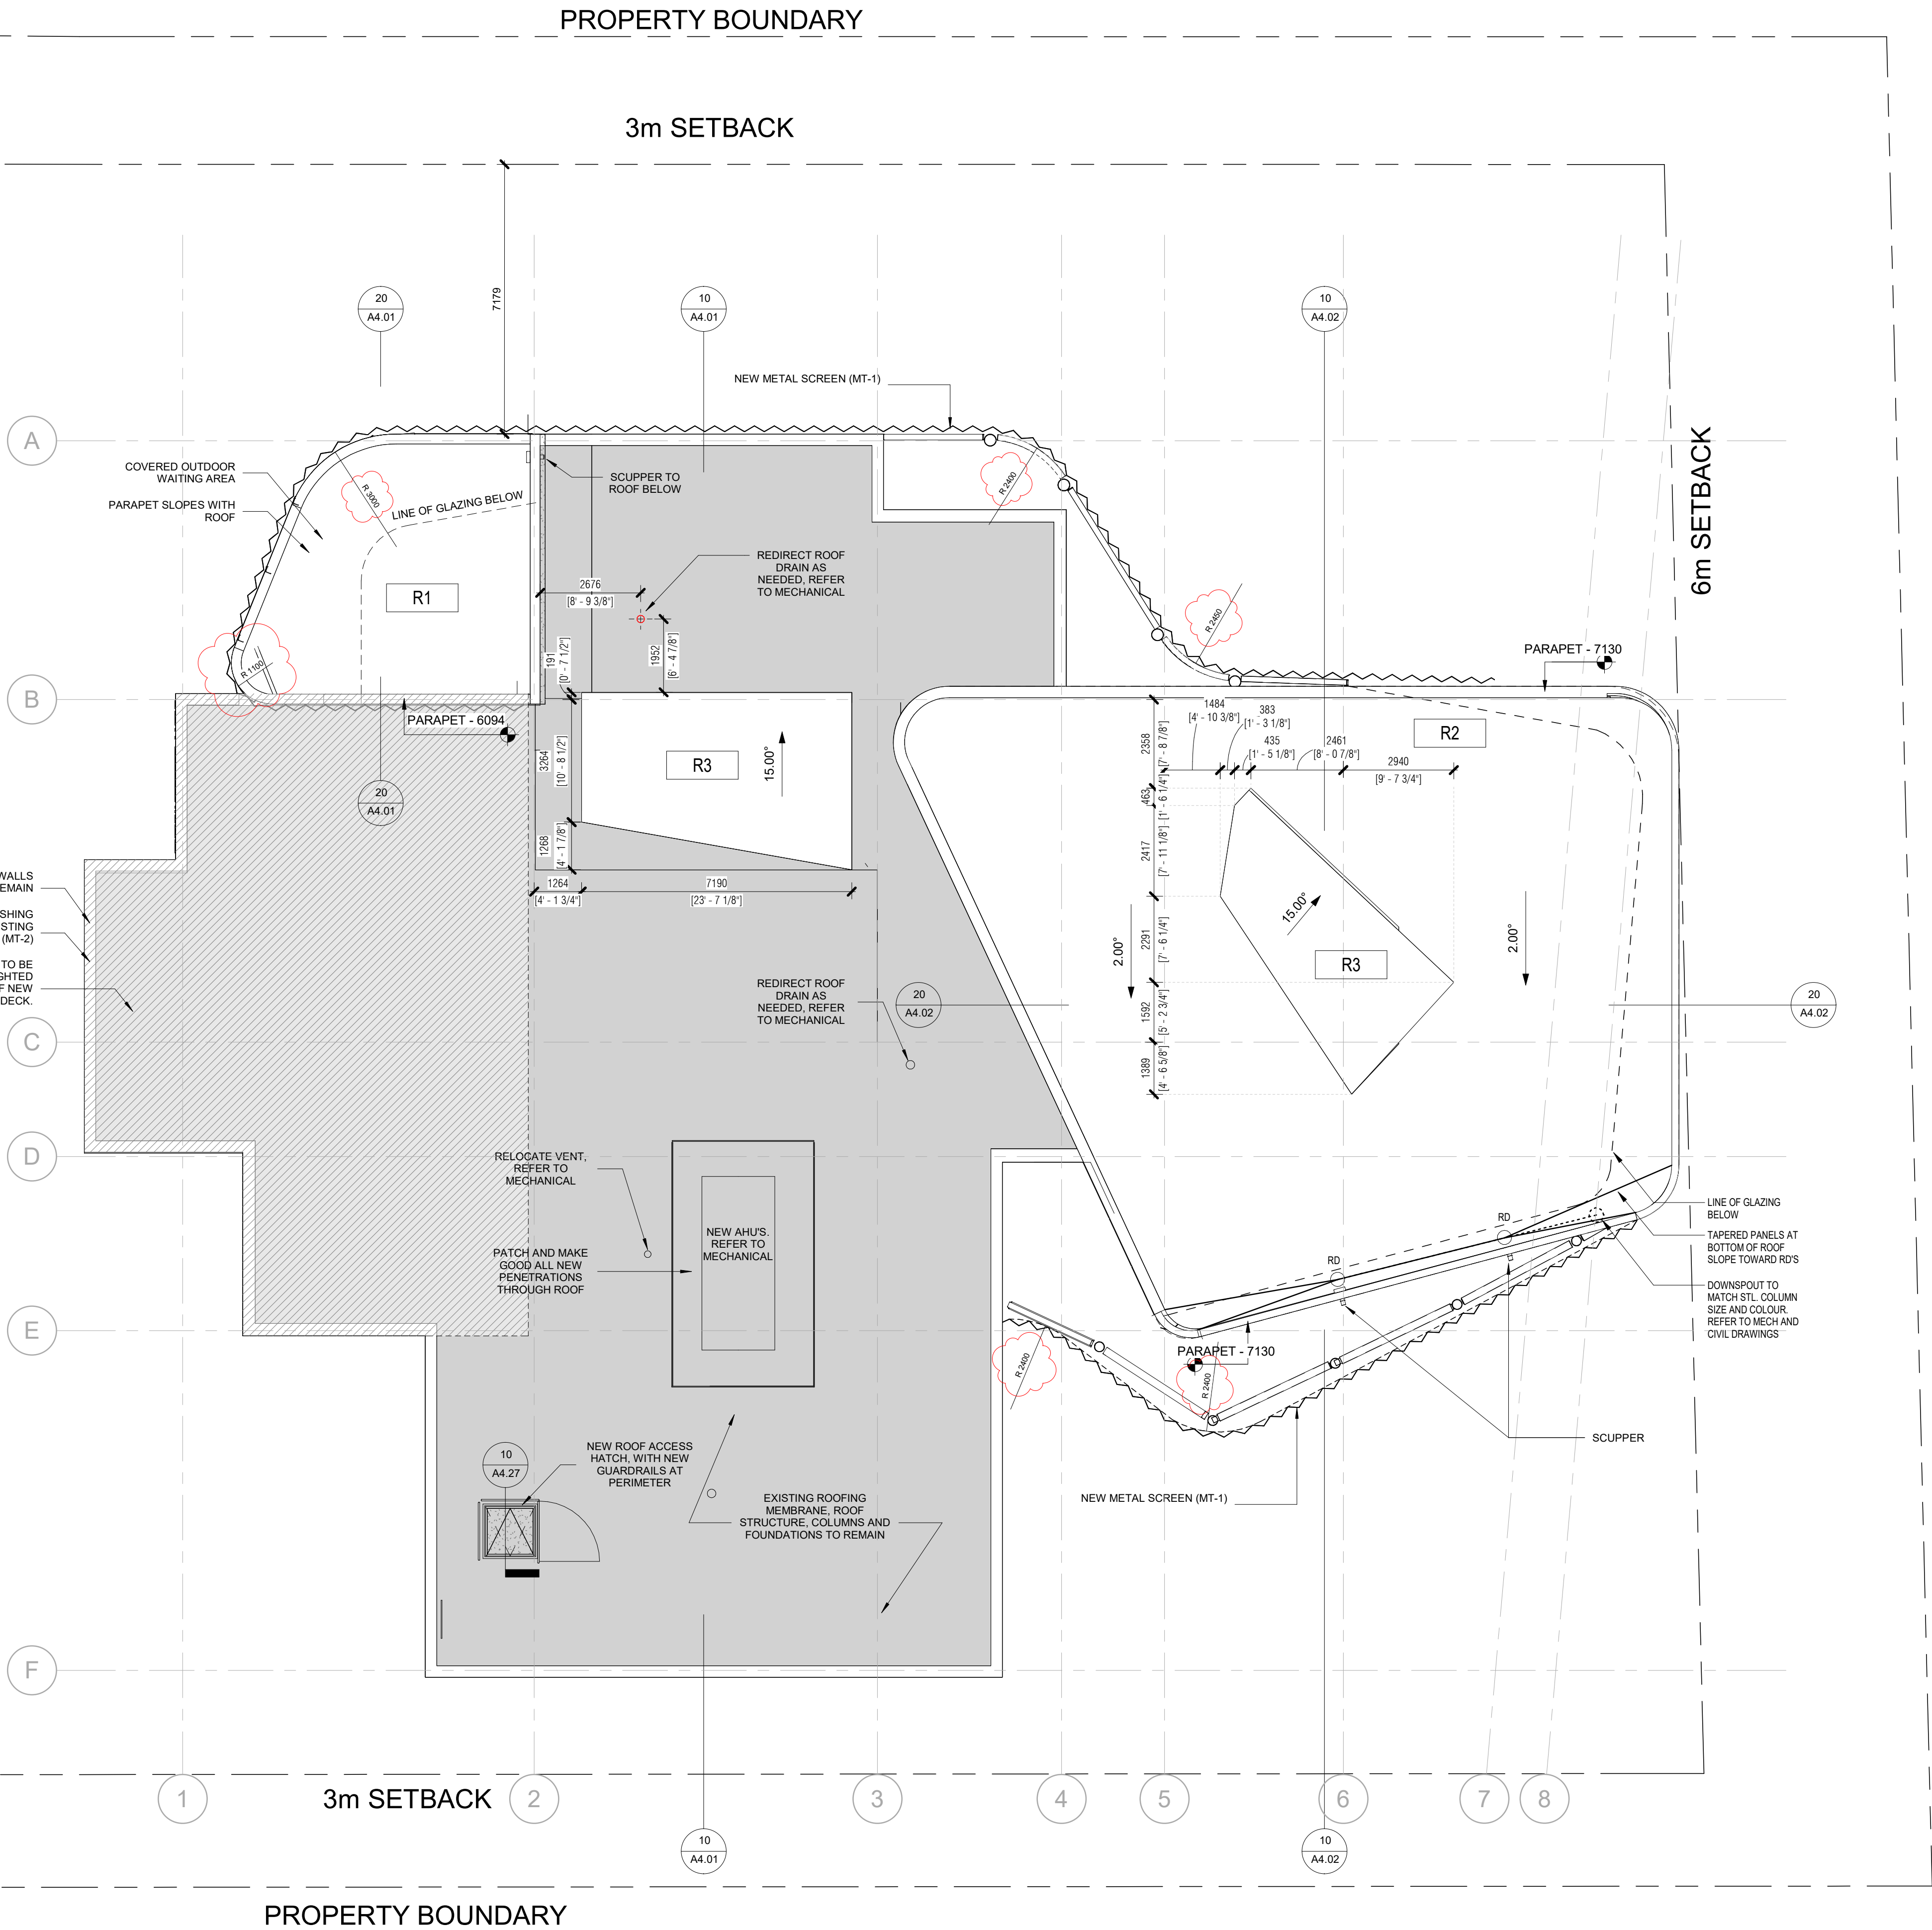 PROPERTY BOUNDARY
3m SETBACK
7179
20
A4.01
10
A4.01
10
A4.02
NEW METAL SCREEN (MT-1)
A
6m SETBACK
COVERED OUTDOOR
WAITING AREA
PARAPET SLOPES WITH
ROOF
R 3000
LINE OF GLAZING BELOW
SCUPPER TO
ROOF BELOW
R 2400
R1
2676
[8' - 9 3/8"]
REDIRECT ROOF
DRAIN AS
NEEDED, REFER
TO MECHANICAL
R 2450
191
[0' - 7 1/2"]
1952
[6' - 4 7/8"]
R 1100
PARAPET - 7130
B
PARAPET - 6094
3264
[10' - 8 1/2"]
R3
15.00°
1484
[4' - 10 3/8"]
383
[1' - 3 1/8"]
435
[1' - 5 1/8"]
2461
[8' - 0 7/8"]
2940
[9' - 7 3/4"]
R2
2358
[7' - 8 7/8"]
463
[1' - 6 1/4"]
2417
[7' - 11 1/8"]
2291
[7' - 6 1/4"]
1592
[5' - 2 3/4"]
1389
[4' - 6 5/8"]
20
A4.01
1268
[4' - 1 7/8"]
1264
[4' - 1 3/4"]
7190
[23' - 7 1/8"]
15.00°
R3
2.00°
2.00°
WALLS
EMAIN
SHING
STING
(MT-2)
TO BE
GHTED
F NEW
DECK.
REDIRECT ROOF
DRAIN AS
NEEDED, REFER
TO MECHANICAL
20
A4.02
20
A4.02
C
D
RELOCATE VENT,
REFER TO
MECHANICAL
NEW AHU'S.
REFER TO
MECHANICAL
PATCH AND MAKE
GOOD ALL NEW
PENETRATIONS
THROUGH ROOF
RD
RD
LINE OF GLAZING
BELOW
TAPERED PANELS AT
BOTTOM OF ROOF
SLOPE TOWARD RD'S
DOWNSPOUT TO
MATCH STL. COLUMN
SIZE AND COLOUR.
REFER TO MECH AND
CIVIL DRAWINGS
E
PARAPET - 7130
R 2400
R 2400
SCUPPER
10
A4.27
NEW ROOF ACCESS
HATCH, WITH NEW
GUARDRAILS AT
PERIMETER
EXISTING ROOFING
MEMBRANE, ROOF
STRUCTURE, COLUMNS AND
FOUNDATIONS TO REMAIN
NEW METAL SCREEN (MT-1)
F
3m SETBACK
1
2
3
4
5
6
7
8
10
A4.01
10
A4.02
PROPERTY BOUNDARY